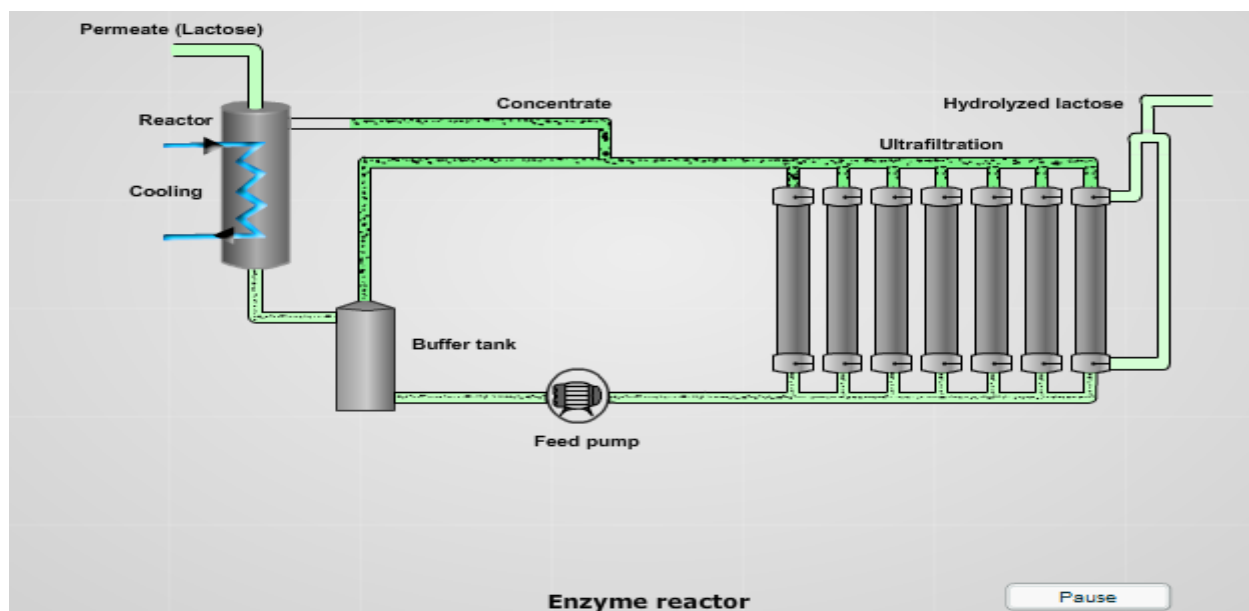 Permeate (Lactose)
Concentrate
Hydrolyzed lactose
Reactor
Ultrafiltration
Cooling
Buffer tank
Feed pump
Enzyme reactor
Pause